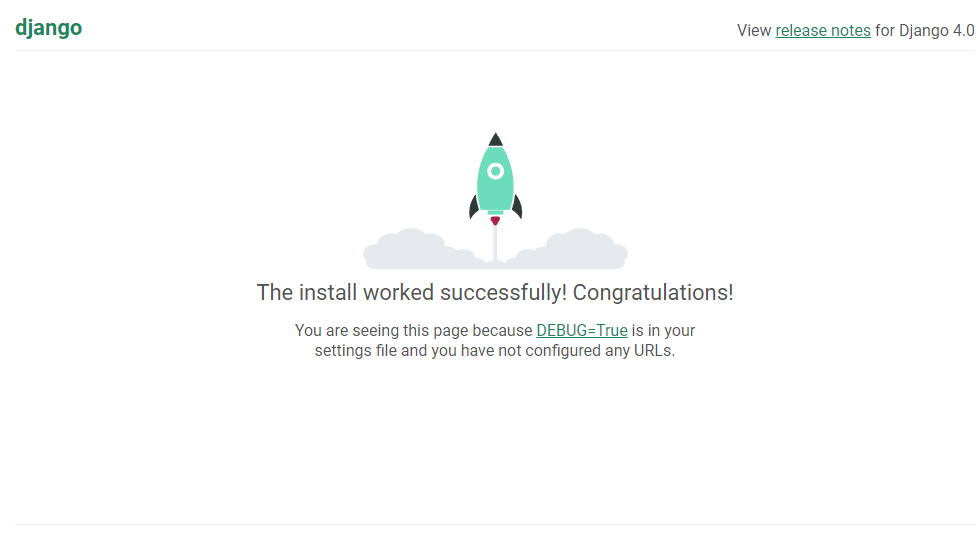 django
View release notes for Django 4.0
The install worked successfully! Congratulations!
You are seeing this page because DEBUG=True is in your
settings file and you have not configured any URLs.